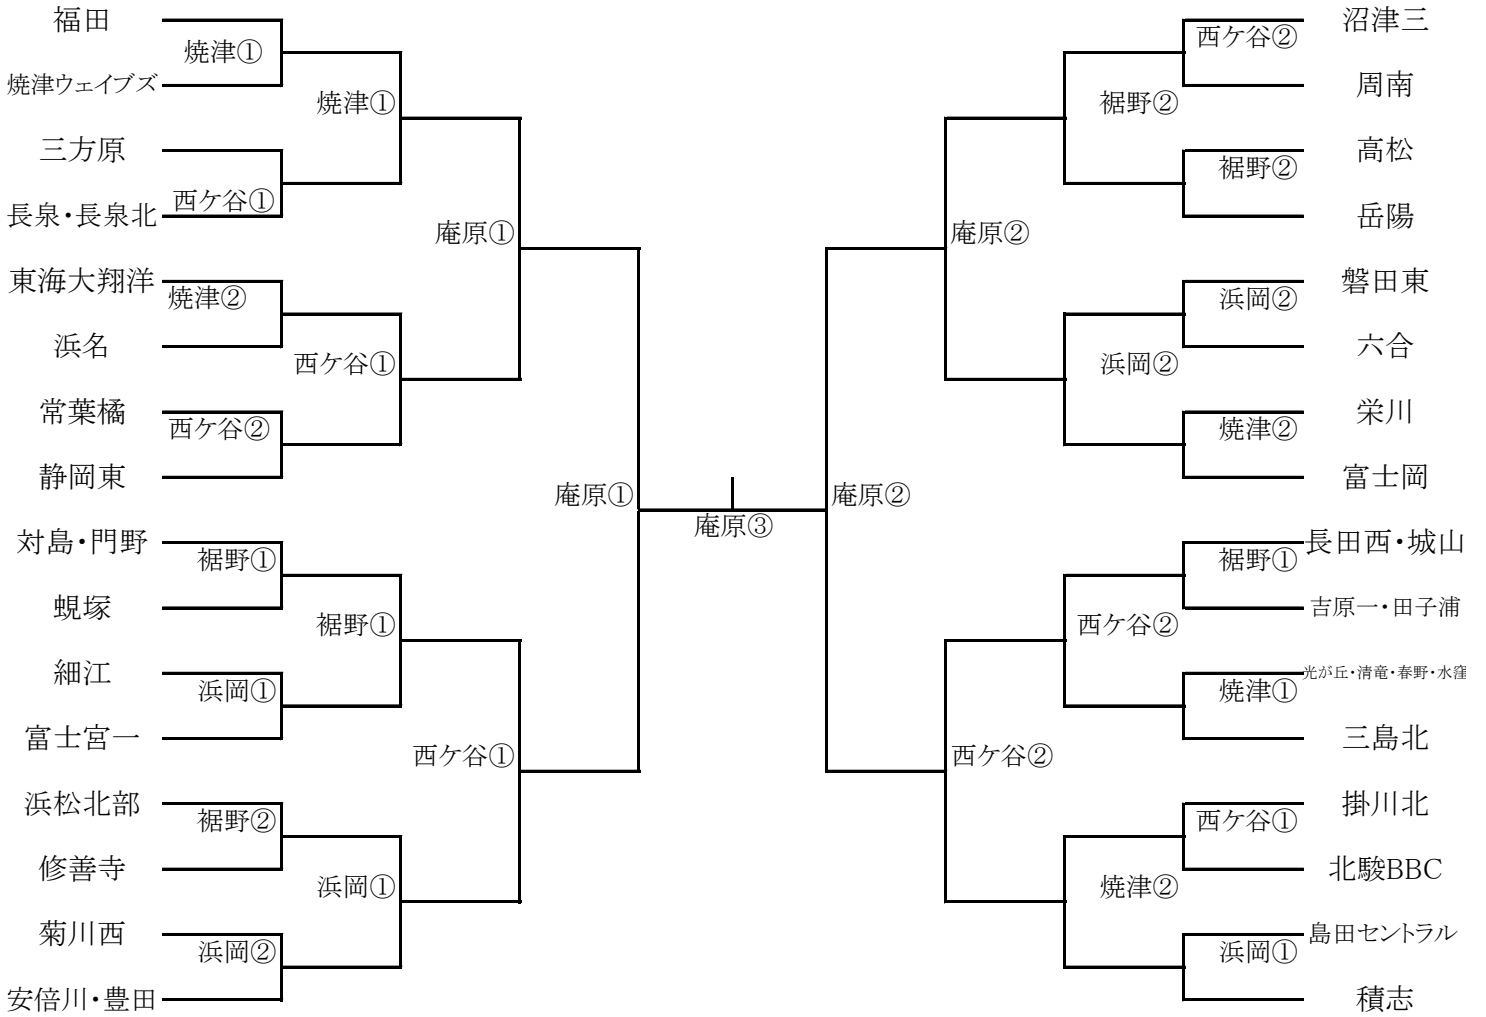 福田
焼津①
焼津ウェイブズ
焼津①
三方原
西ケ谷①
長泉・長泉北
庵原①
東海大翔洋
焼津②
浜名
西ケ谷①
常葉橘
西ケ谷②
静岡東
庵原①
対島・門野
裾野①
蜆塚
裾野①
細江
浜岡①
富士宮一
西ケ谷①
浜松北部
裾野②
修善寺
浜岡①
菊川西
浜岡②
安倍川・豊田
庵原③
沼津三
西ケ谷②
周南
裾野②
高松
裾野②
岳陽
庵原②
磐田東
浜岡②
六合
浜岡②
栄川
焼津②
富士岡
庵原②
長田西・城山
裾野①
吉原一・田子浦
西ケ谷②
光が丘・清竜・春野・水窪
焼津①
三島北
西ケ谷②
掛川北
西ケ谷①
北駿BBC
焼津②
島田セントラル
浜岡①
積志